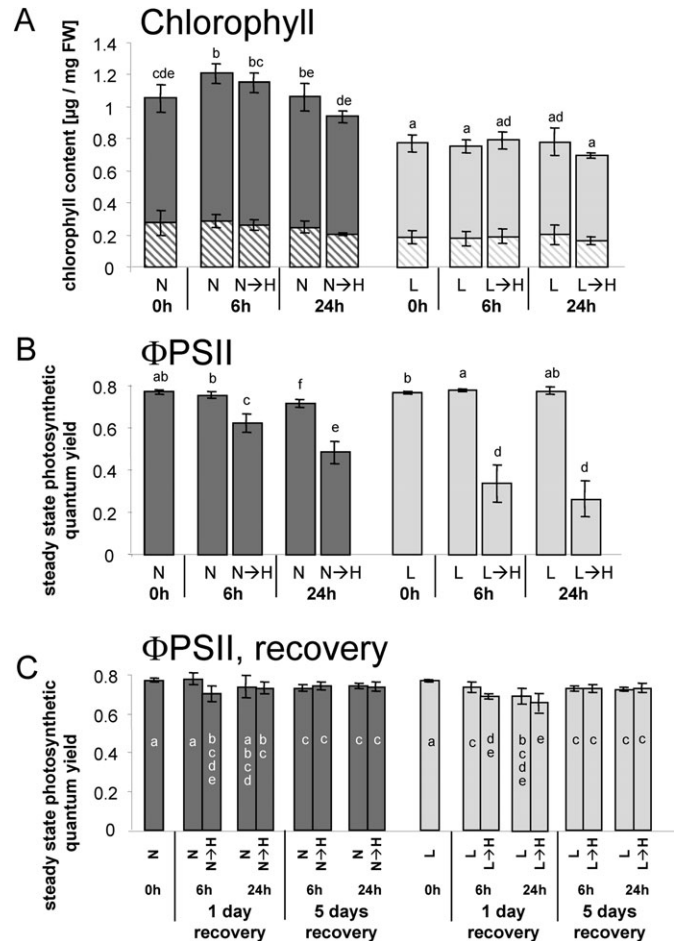 A Chlorophyll
chlorophyll content [µg / mg FW]
1.4
1.2
1
0.8
0.6
0.4
0.2
0
cde b bc be de a a ad ad a
N N N→H N N→H L L L→H L L→H
0h 6h 24h 0h 6h 24h
B ΦPSII
steady state photosynthetic
quantum yield
0.8
0.6
0.4
0.2
0
ab b c f e b a d ab d
N N N→H N N→H L L L→H L L→H
0h 6h 24h 0h 6h 24h
ΦPSII, recovery
C
steady state photosynthetic
quantum yield
0.8
0.6
0.4
0.2
0.0
a a bcde abcd bc c c c c a c de bcde e c c c c
N N N→H N N→H N N→H N N→H L L L→H L L→H L L→H L L→H
0h 6h 24h 6h 24h 0h 6h 24h 6h 24h
1 day 5 days 1 day 5 days
recovery recovery recovery recovery